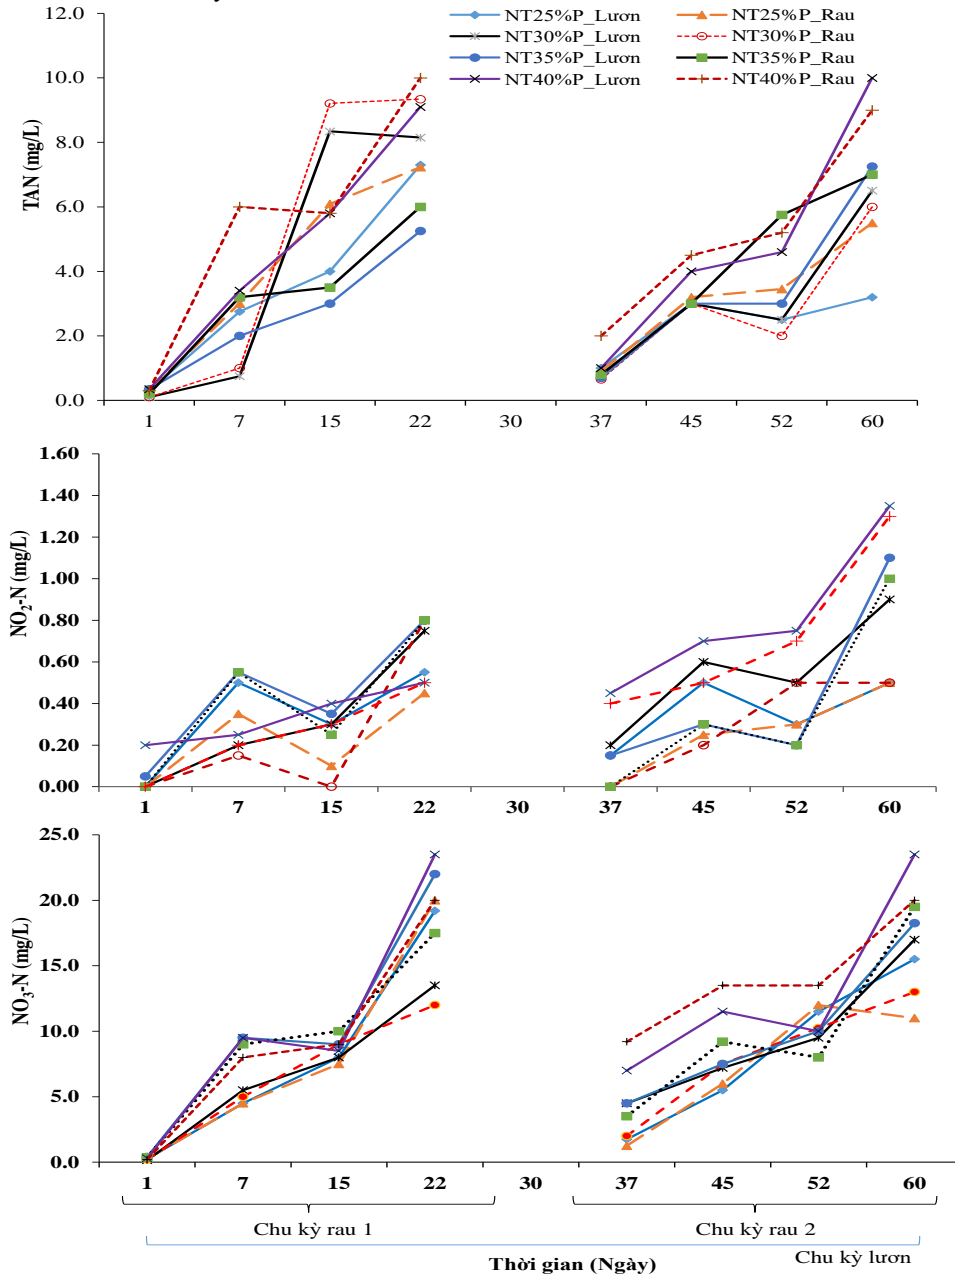 NT25%P_Lươn NT25%P_Rau
NT30%P_Lươn NT30%P_Rau
NT35%P_Lươn NT35%P_Rau
NT40%P_Lươn NT40%P_Rau
TAN (mg/L)
12.0
10.0
8.0
6.0
4.0
2.0
0.0
1 7 15 22 30 37 45 52 60
NO2-N (mg/L)
1.60
1.40
1.20
1.00
0.80
0.60
0.40
0.20
0.00
1 7 15 22 30 37 45 52 60
NO3-N (mg/L)
25.0
20.0
15.0
10.0
5.0
0.0
1 7 15 22 30 37 45 52 60
Chu kỳ rau 1 Chu kỳ rau 2
Chu kỳ lươn
Thời gian (Ngày)